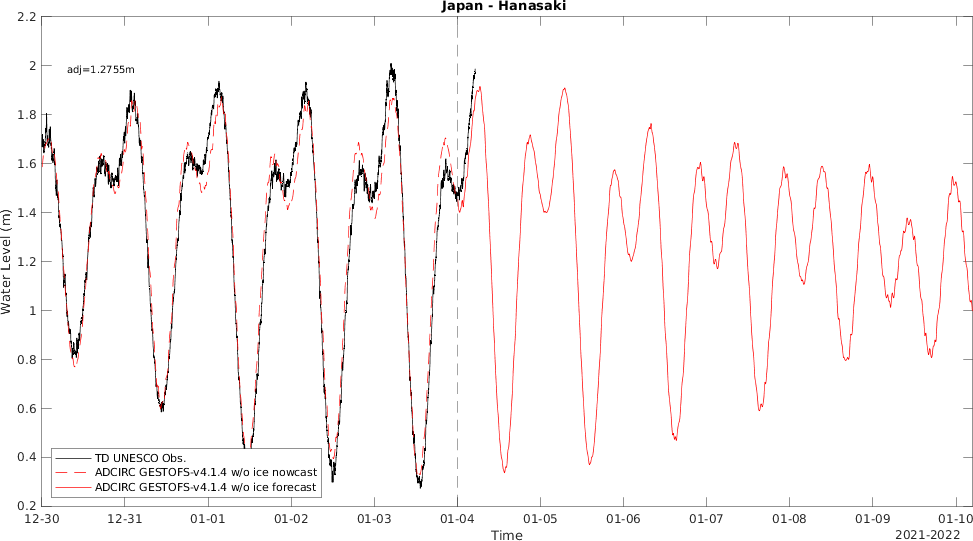 Japan - Hanasaki
2.2
2
1.8
1.6
1.4
1.2
1
0.8
0.6
0.4
0.2
Water Level (m)
adj=1.2755m
TD UNESCO Obs.
ADCIRC GESTOFS-v4.1.4 w/o ice nowcast
ADCIRC GESTOFS-v4.1.4 w/o ice forecast
12-30 12-31 01-01 01-02 01-03 01-04 01-05 01-06 01-07 01-08 01-09 01-10
Time
2021-2022